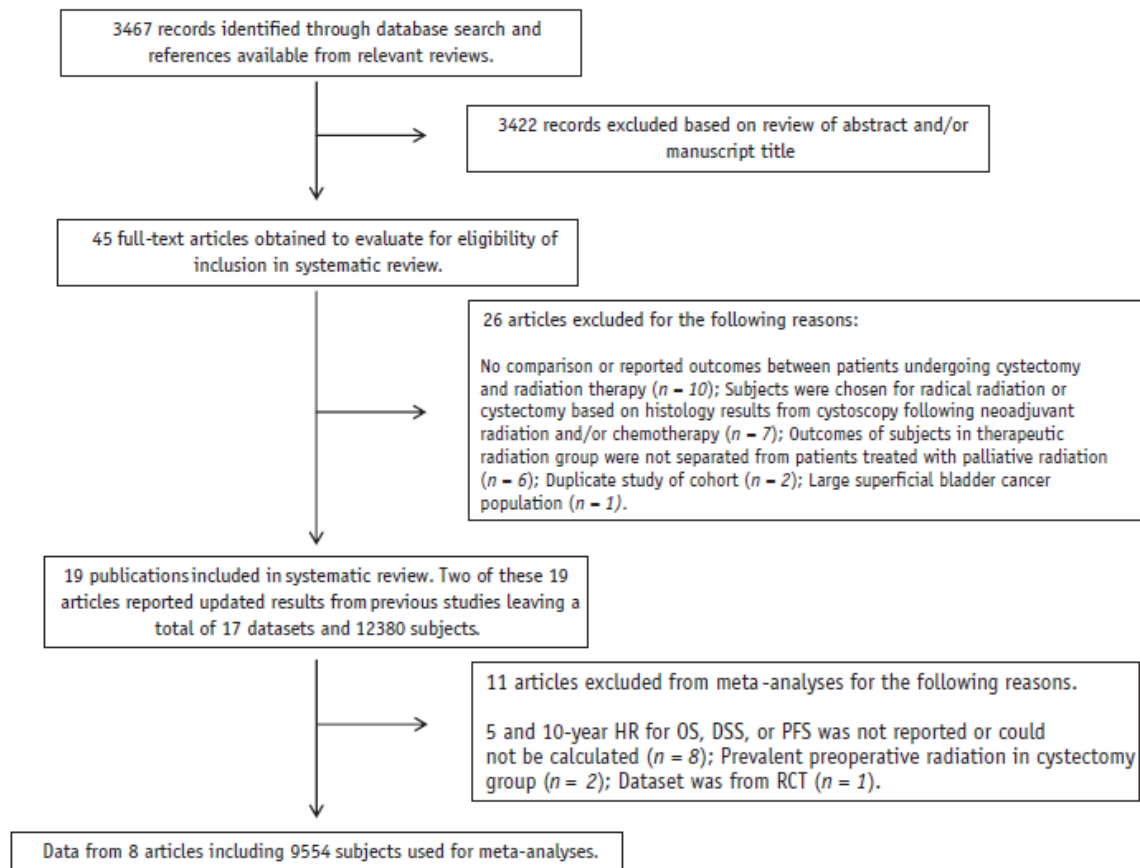 3467 records identified through database search and
references available from relevant reviews.
3422 records excluded based on review of abstract and/or
manuscript title
45 full-text articles obtained to evaluate for eligibility of
inclusion in systematic review.
26 articles excluded for the following reasons:
No comparison or reported outcomes between patients undergoing cystectomy
and radiation therapy (n – 10); Subjects were chosen for radical radiation or
cystectomy based on histology results from cystoscopy following neoadjuvant
radiation and/or chemotherapy (n – 7); Outcomes of subjects in therapeutic
radiation group were not separated from patients treated with palliative radiation
(n – 6); Duplicate study of cohort (n – 2); Large superficial bladder cancer
population (n – 1).
19 publications included in systematic review. Two of these 19
articles reported updated results from previous studies leaving a
total of 17 datasets and 12380 subjects.
11 articles excluded from meta-analyses for the following reasons.
5 and 10-year HR for OS, DSS, or PFS was not reported or could
not be calculated (n = 8); Prevalent preoperative radiation in cystectomy
group (n = 2); Dataset was from RCT (n = 1).
Data from 8 articles including 9554 subjects used for meta-analyses.